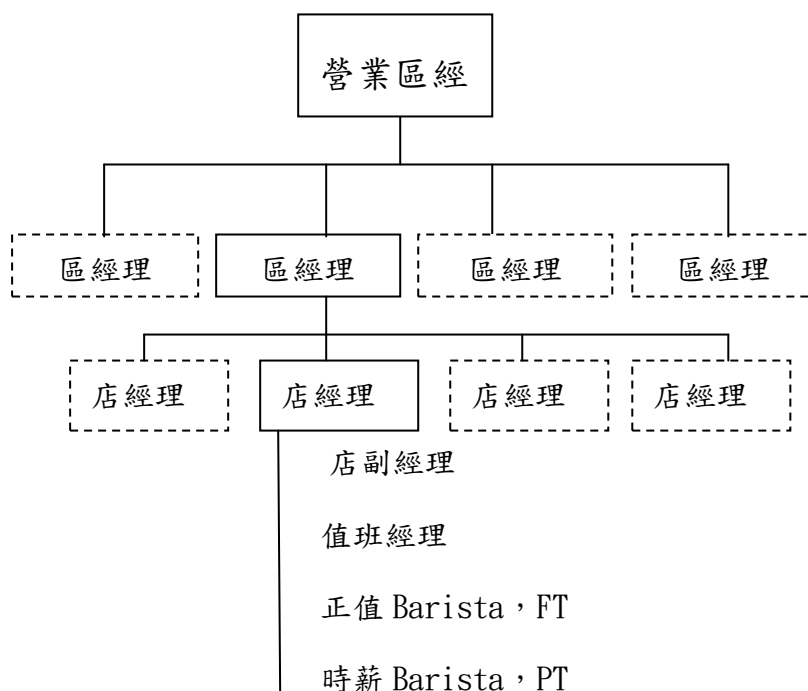 營業區經
區經理 區經理 區經理 區經理
店經理 店經理 店經理 店經理
店副經理
值班經理
正值 Barista，FT
時薪 Barista，PT